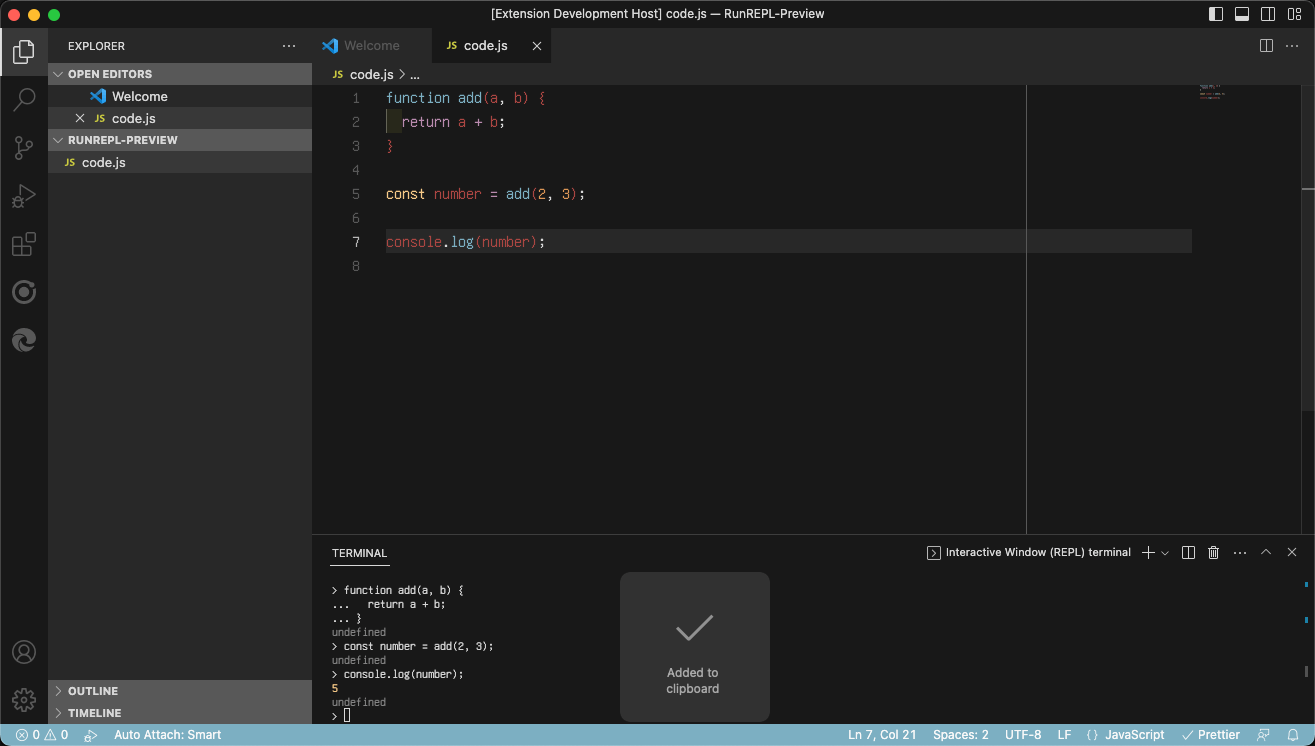 [Extension Development Host] code.js — RunREPL-Preview
EXPLORER
OPEN EDITORS
Welcome
JS code.js
RUNREPL-PREVIEW
JS code.js
OUTLINE
TIMELINE
Welcome
JS code.js
JS code.js > ...
1 function add(a, b) {
2 return a + b;
3 }
4
5 const number = add(2, 3);
6
7 console.log(number);
8
TERMINAL
Interactive Window (REPL) terminal
> function add(a, b) {
... return a + b;
... }
undefined
> const number = add(2, 3);
undefined
> console.log(number);
5
undefined
>
Added to
clipboard
0 0 Auto Attach: Smart Ln 7, Col 21 Spaces: 2 UTF-8 LF {} JavaScript Prettier